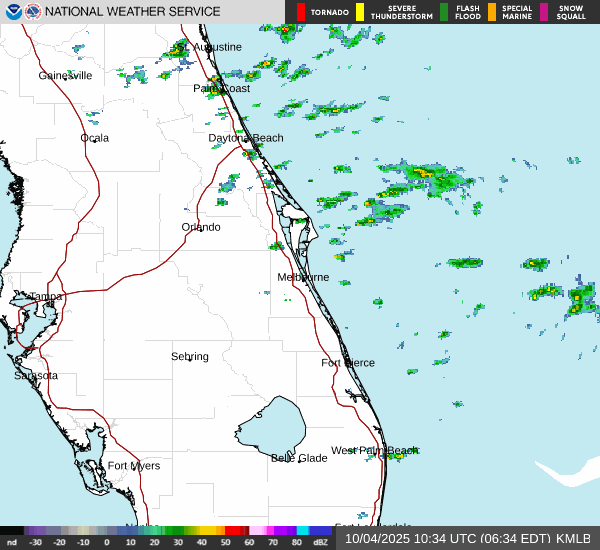 NATIONAL WEATHER SERVICE
TORNADO
SEVERE THUNDERSTORM
FLASH FLOOD
SPECIAL MARINE
SNOW SQUALL
St. Augustine
Gainesville
Palm Coast
Ocala
Daytona Beach
Orlando
Melbourne
Tampa
Sebring
Fort Pierce
Sarasota
West Palm Beach
Belle Glade
Fort Myers
nd -30 -20 -10 0 10 20 30 40 50 60 70 80 dBZ
10/04/2025 10:34 UTC (06:34 EDT) KMLB